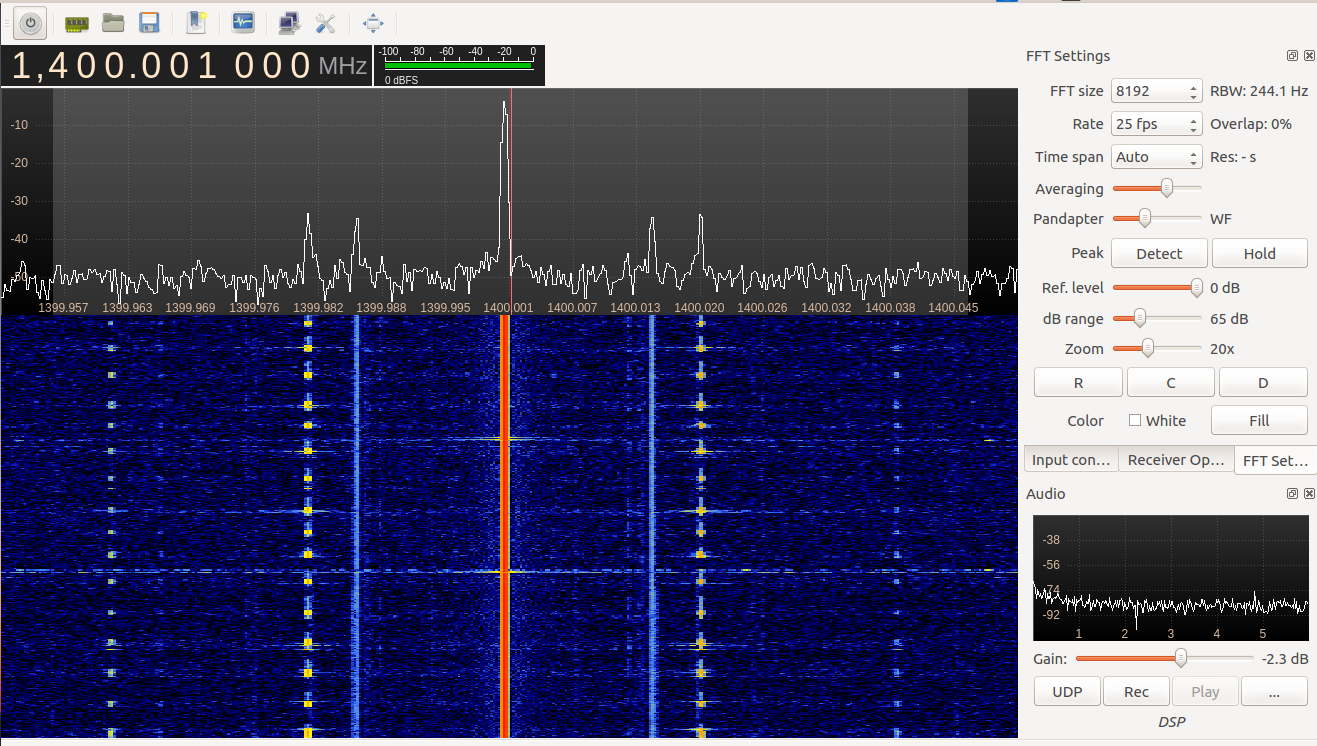 1,400.001 000 MHz
-100 -80 -60 -40 -20 0
0 dBFS
-10
-20
-30
-40
-50
1399.957 1399.963 1399.969 1399.976 1399.982 1399.988 1399.995 1400.001 1400.007 1400.013 1400.020 1400.026 1400.032 1400.038 1400.045
FFT Settings
FFT size 8192 RBW: 244.1 Hz
Rate 25 fps Overlap: 0%
Time span Auto Res: - s
Averaging
Pandapter WF
Peak Detect Hold
Ref. level 0 dB
dB range 65 dB
Zoom 20x
R C D
Color White Fill
Input con... Receiver Op... FFT Set...
Audio
-38
-56
-74
-92
1 2 3 4 5
Gain: -2.3 dB
UDP Rec Play ...
DSP